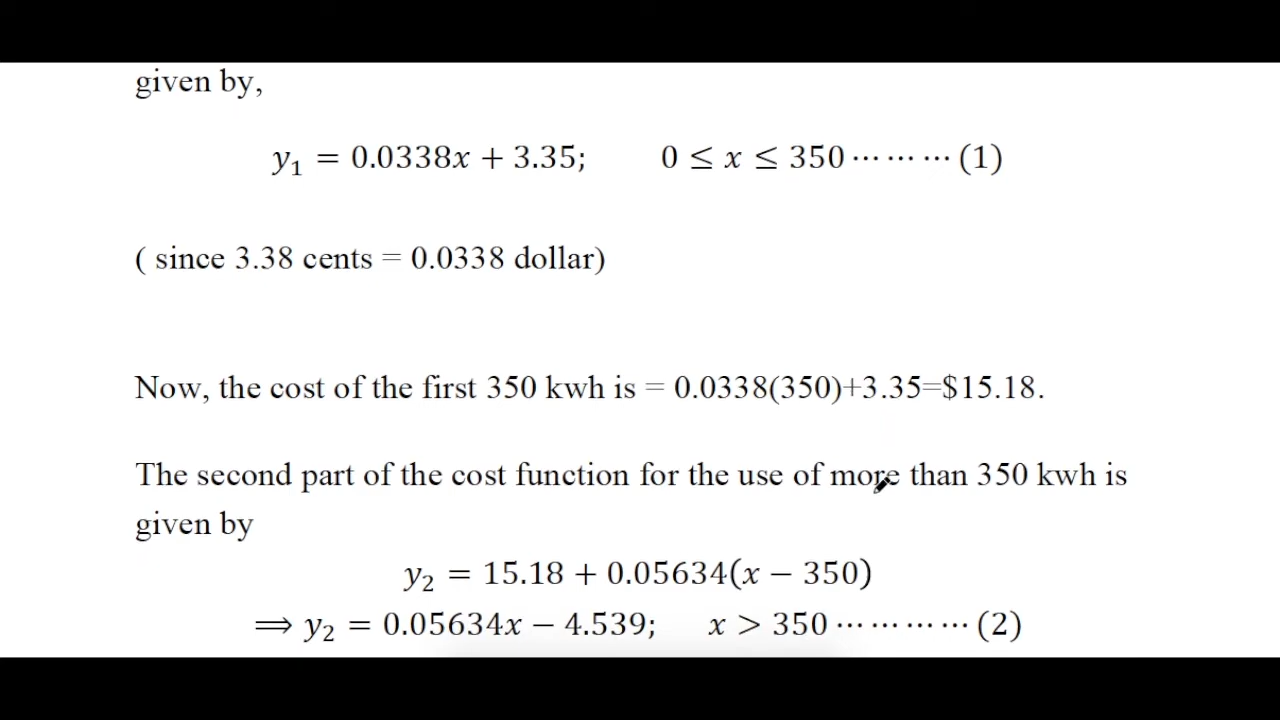 given by,
y₁ = 0.0338x + 3.35; 0 ≤ x ≤ 350 ⋯ ⋯ ⋯ (1)
( since 3.38 cents = 0.0338 dollar)
Now, the cost of the first 350 kwh is = 0.0338(350)+3.35=$15.18.
The second part of the cost function for the use of more than 350 kwh is
given by
y₂ = 15.18 + 0.05634(x − 350)
⟹ y₂ = 0.05634x − 4.539; x > 350 ⋯ ⋯ ⋯ ⋯ (2)